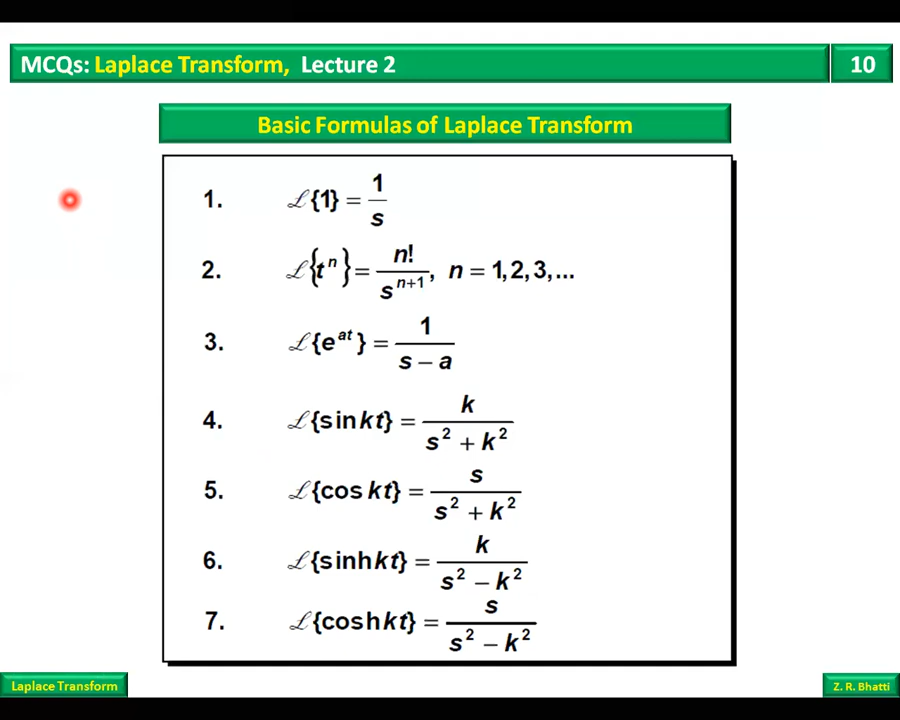 MCQs: Laplace Transform, Lecture 2
10
Basic Formulas of Laplace Transform
1. ℒ{1} = 1/s
2. ℒ{tⁿ} = n!/sⁿ⁺¹, n = 1,2,3,...
3. ℒ{eᵃᵗ} = 1/(s − a)
4. ℒ{sin kt} = k/(s² + k²)
5. ℒ{cos kt} = s/(s² + k²)
6. ℒ{sinh kt} = k/(s² − k²)
7. ℒ{cosh kt} = s/(s² − k²)
Laplace Transform
Z. R. Bhatti